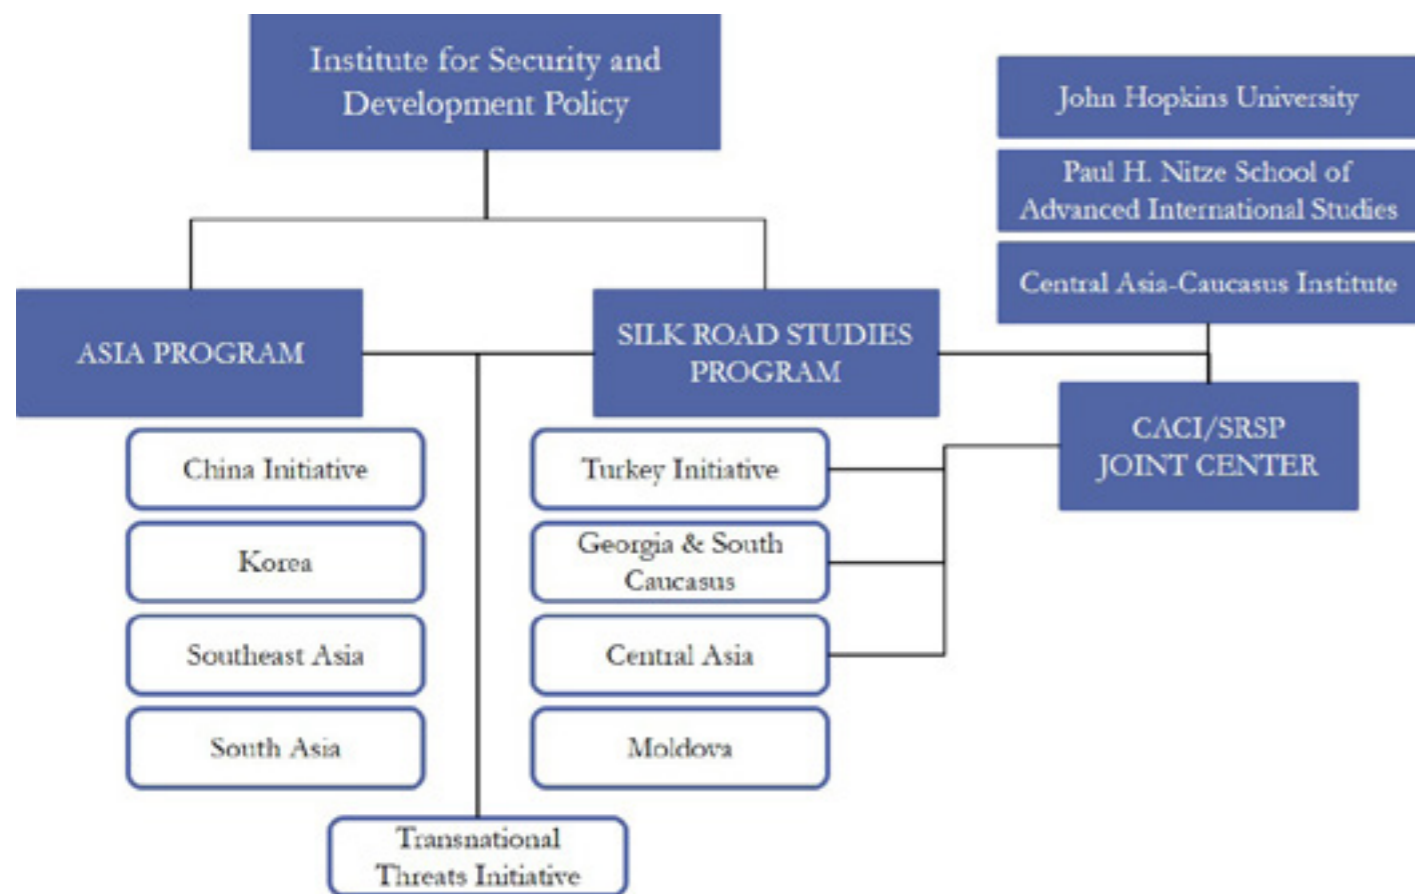 Institute for Security and
Development Policy
John Hopkins University
Paul H. Nitze School of
Advanced International Studies
Central Asia-Caucasus Institute
ASIA PROGRAM
SILK ROAD STUDIES
PROGRAM
CACI/SRSP
JOINT CENTER
China Initiative
Korea
Southeast Asia
South Asia
Turkey Initiative
Georgia & South
Caucasus
Central Asia
Moldova
Transnational
Threats Initiative